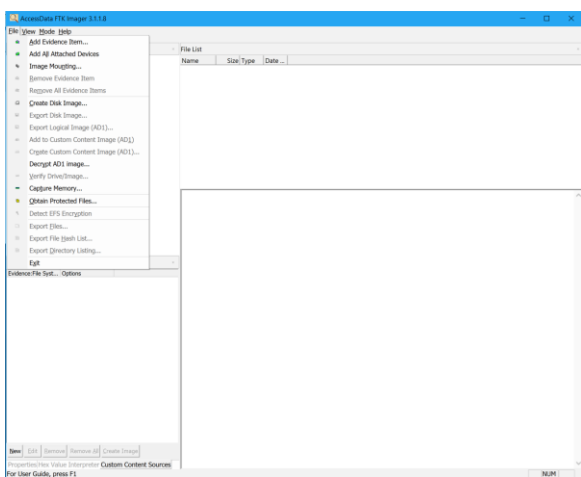 AccessData FTK Imager 3.1.1.8
File View Mode Help
Add Evidence Item...
Add All Attached Devices
Image Mounting...
Remove Evidence Item
Remove All Evidence Items
Create Disk Image...
Export Disk Image...
Export Logical Image (AD1)...
Add to Custom Content Image (AD1)
Create Custom Content Image (AD1)...
Decrypt AD1 image...
Verify Drive/Image...
Capture Memory...
Obtain Protected Files...
Detect EFS Encryption
Export Files...
Export File Hash List...
Export Directory Listing...
Exit
File List
Name Size Type Date ...
Evidence:File Syst... Options
New Edit Remove Remove All Create Image
Properties Hex Value Interpreter Custom Content Sources
For User Guide, press F1
NUM